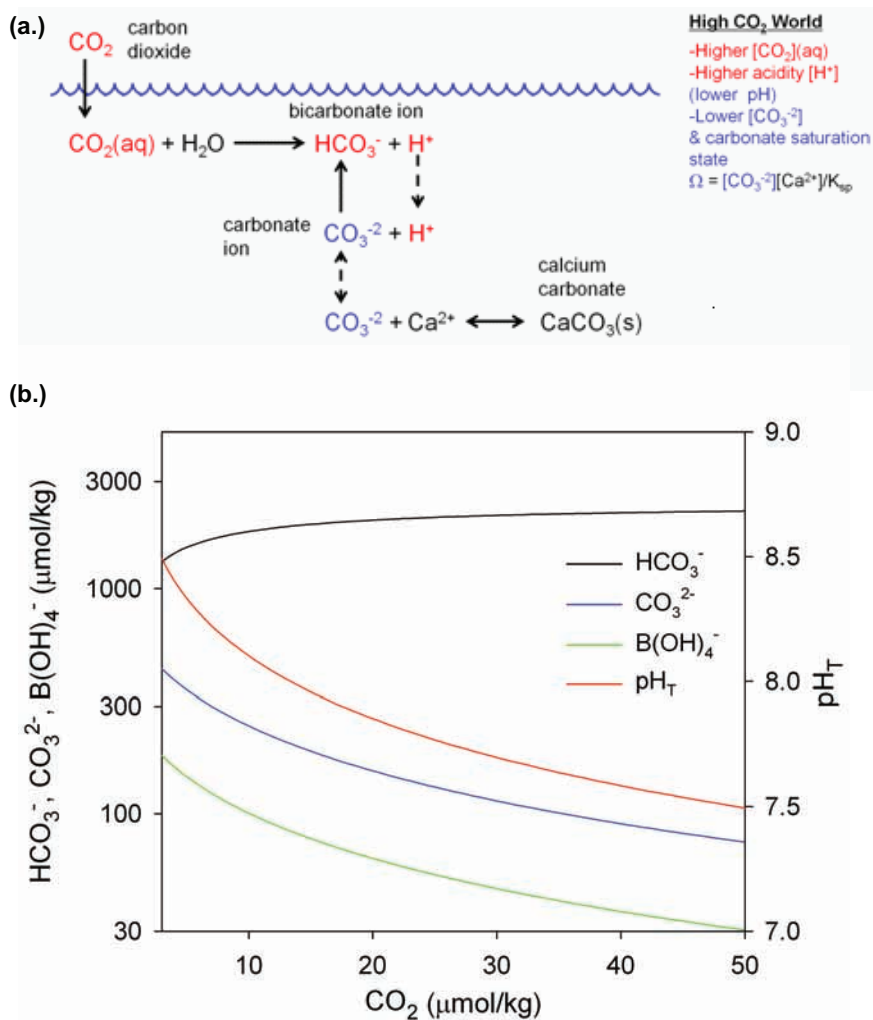 (a.)
carbon
dioxide
CO₂
bicarbonate ion
CO₂(aq) + H₂O HCO₃⁻ + H⁺
carbonate
ion
CO₃⁻² + H⁺
calcium
carbonate
CO₃⁻² + Ca²⁺ CaCO₃(s)
High CO₂ World
-Higher [CO₂](aq)
-Higher acidity [H⁺]
(lower pH)
-Lower [CO₃⁻²]
& carbonate saturation
state
Ω = [CO₃⁻²][Ca²⁺]/Kₛₚ
(b.)
HCO₃⁻, CO₃²⁻, B(OH)₄⁻ (μmol/kg)
3000
1000
300
100
30
HCO₃⁻
CO₃²⁻
B(OH)₄⁻
pH_T
9.0
8.5
8.0
7.5
7.0
pH_T
10 20 30 40 50
CO₂ (μmol/kg)